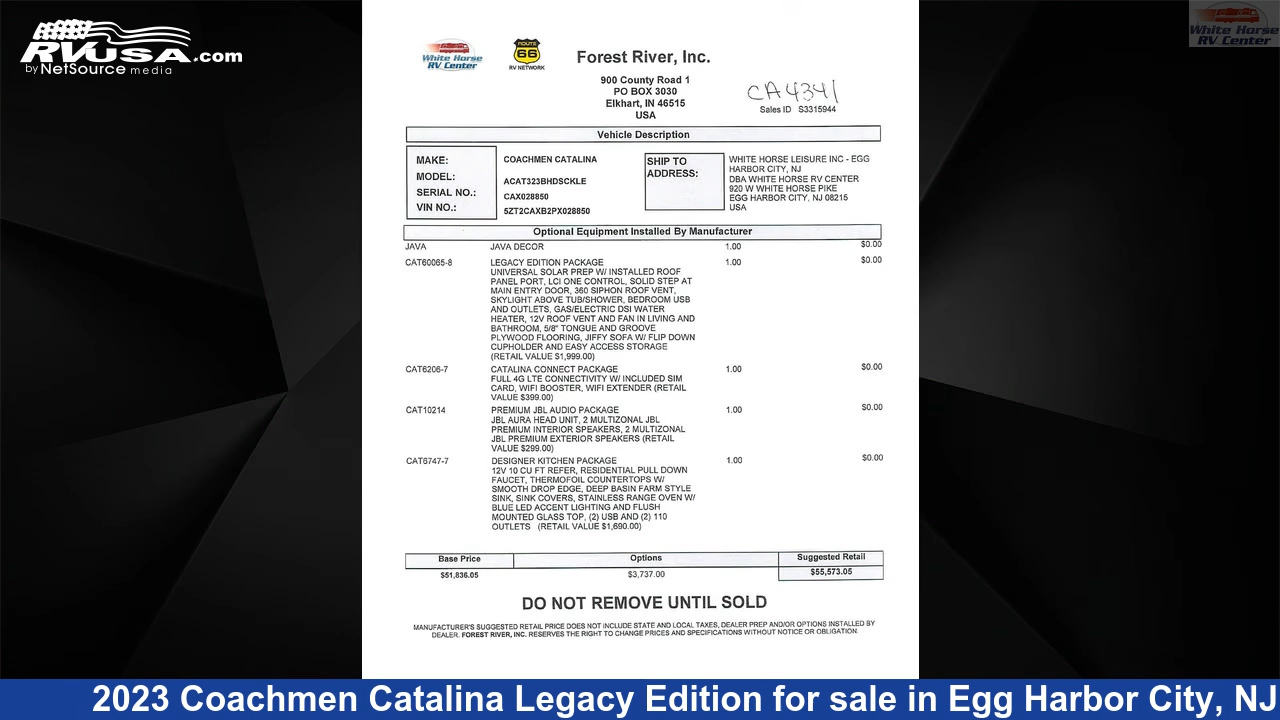 RVUSA.com
by NetSource media
White Horse
RV Center
White Horse
RV Center
ROUTE
66
RV NETWORK
Forest River, Inc.
900 County Road 1
PO BOX 3030
Elkhart, IN 46515
USA
CA4341
Sales ID S3315944
Vehicle Description
MAKE: COACHMEN CATALINA
MODEL: ACAT323BHDSCKLE
SERIAL NO.: CAX028850
VIN NO.: 5ZT2CAXB2PX028850
SHIP TO
ADDRESS:
WHITE HORSE LEISURE INC - EGG
HARBOR CITY, NJ
DBA WHITE HORSE RV CENTER
920 W WHITE HORSE PIKE
EGG HARBOR CITY, NJ 08215
USA
Optional Equipment Installed By Manufacturer
JAVA JAVA DECOR 1.00 $0.00
CAT60065-8 LEGACY EDITION PACKAGE 1.00 $0.00
UNIVERSAL SOLAR PREP W/ INSTALLED ROOF
PANEL PORT, LCI ONE CONTROL, SOLID STEP AT
MAIN ENTRY DOOR, 360 SIPHON ROOF VENT,
SKYLIGHT ABOVE TUB/SHOWER, BEDROOM USB
AND OUTLETS, GAS/ELECTRIC DSI WATER
HEATER, 12V ROOF VENT AND FAN IN LIVING AND
BATHROOM, 5/8" TONGUE AND GROOVE
PLYWOOD FLOORING, JIFFY SOFA W/ FLIP DOWN
CUPHOLDER AND EASY ACCESS STORAGE
(RETAIL VALUE $1,999.00)
CAT6206-7 CATALINA CONNECT PACKAGE 1.00 $0.00
FULL 4G LTE CONNECTIVITY W/ INCLUDED SIM
CARD, WIFI BOOSTER, WIFI EXTENDER (RETAIL
VALUE $399.00)
CAT10214 PREMIUM JBL AUDIO PACKAGE 1.00 $0.00
JBL AURA HEAD UNIT, 2 MULTIZONAL JBL
PREMIUM INTERIOR SPEAKERS, 2 MULTIZONAL
JBL PREMIUM EXTERIOR SPEAKERS (RETAIL
VALUE $299.00)
CAT6747-7 DESIGNER KITCHEN PACKAGE 1.00 $0.00
12V 10 CU FT REFER, RESIDENTIAL PULL DOWN
FAUCET, THERMOFOIL COUNTERTOPS W/
SMOOTH DROP EDGE, DEEP BASIN FARM STYLE
SINK, SINK COVERS, STAINLESS RANGE OVEN W/
BLUE LED ACCENT LIGHTING AND FLUSH
MOUNTED GLASS TOP, (2) USB AND (2) 110
OUTLETS (RETAIL VALUE $1,690.00)
Base Price Options Suggested Retail
$51,836.05 $3,737.00 $55,573.05
DO NOT REMOVE UNTIL SOLD
MANUFACTURER'S SUGGESTED RETAIL PRICE DOES NOT INCLUDE STATE AND LOCAL TAXES, DEALER PREP AND/OR OPTIONS INSTALLED BY
DEALER. FOREST RIVER, INC. RESERVES THE RIGHT TO CHANGE PRICES AND SPECIFICATIONS WITHOUT NOTICE OR OBLIGATION.
2023 Coachmen Catalina Legacy Edition for sale in Egg Harbor City, NJ